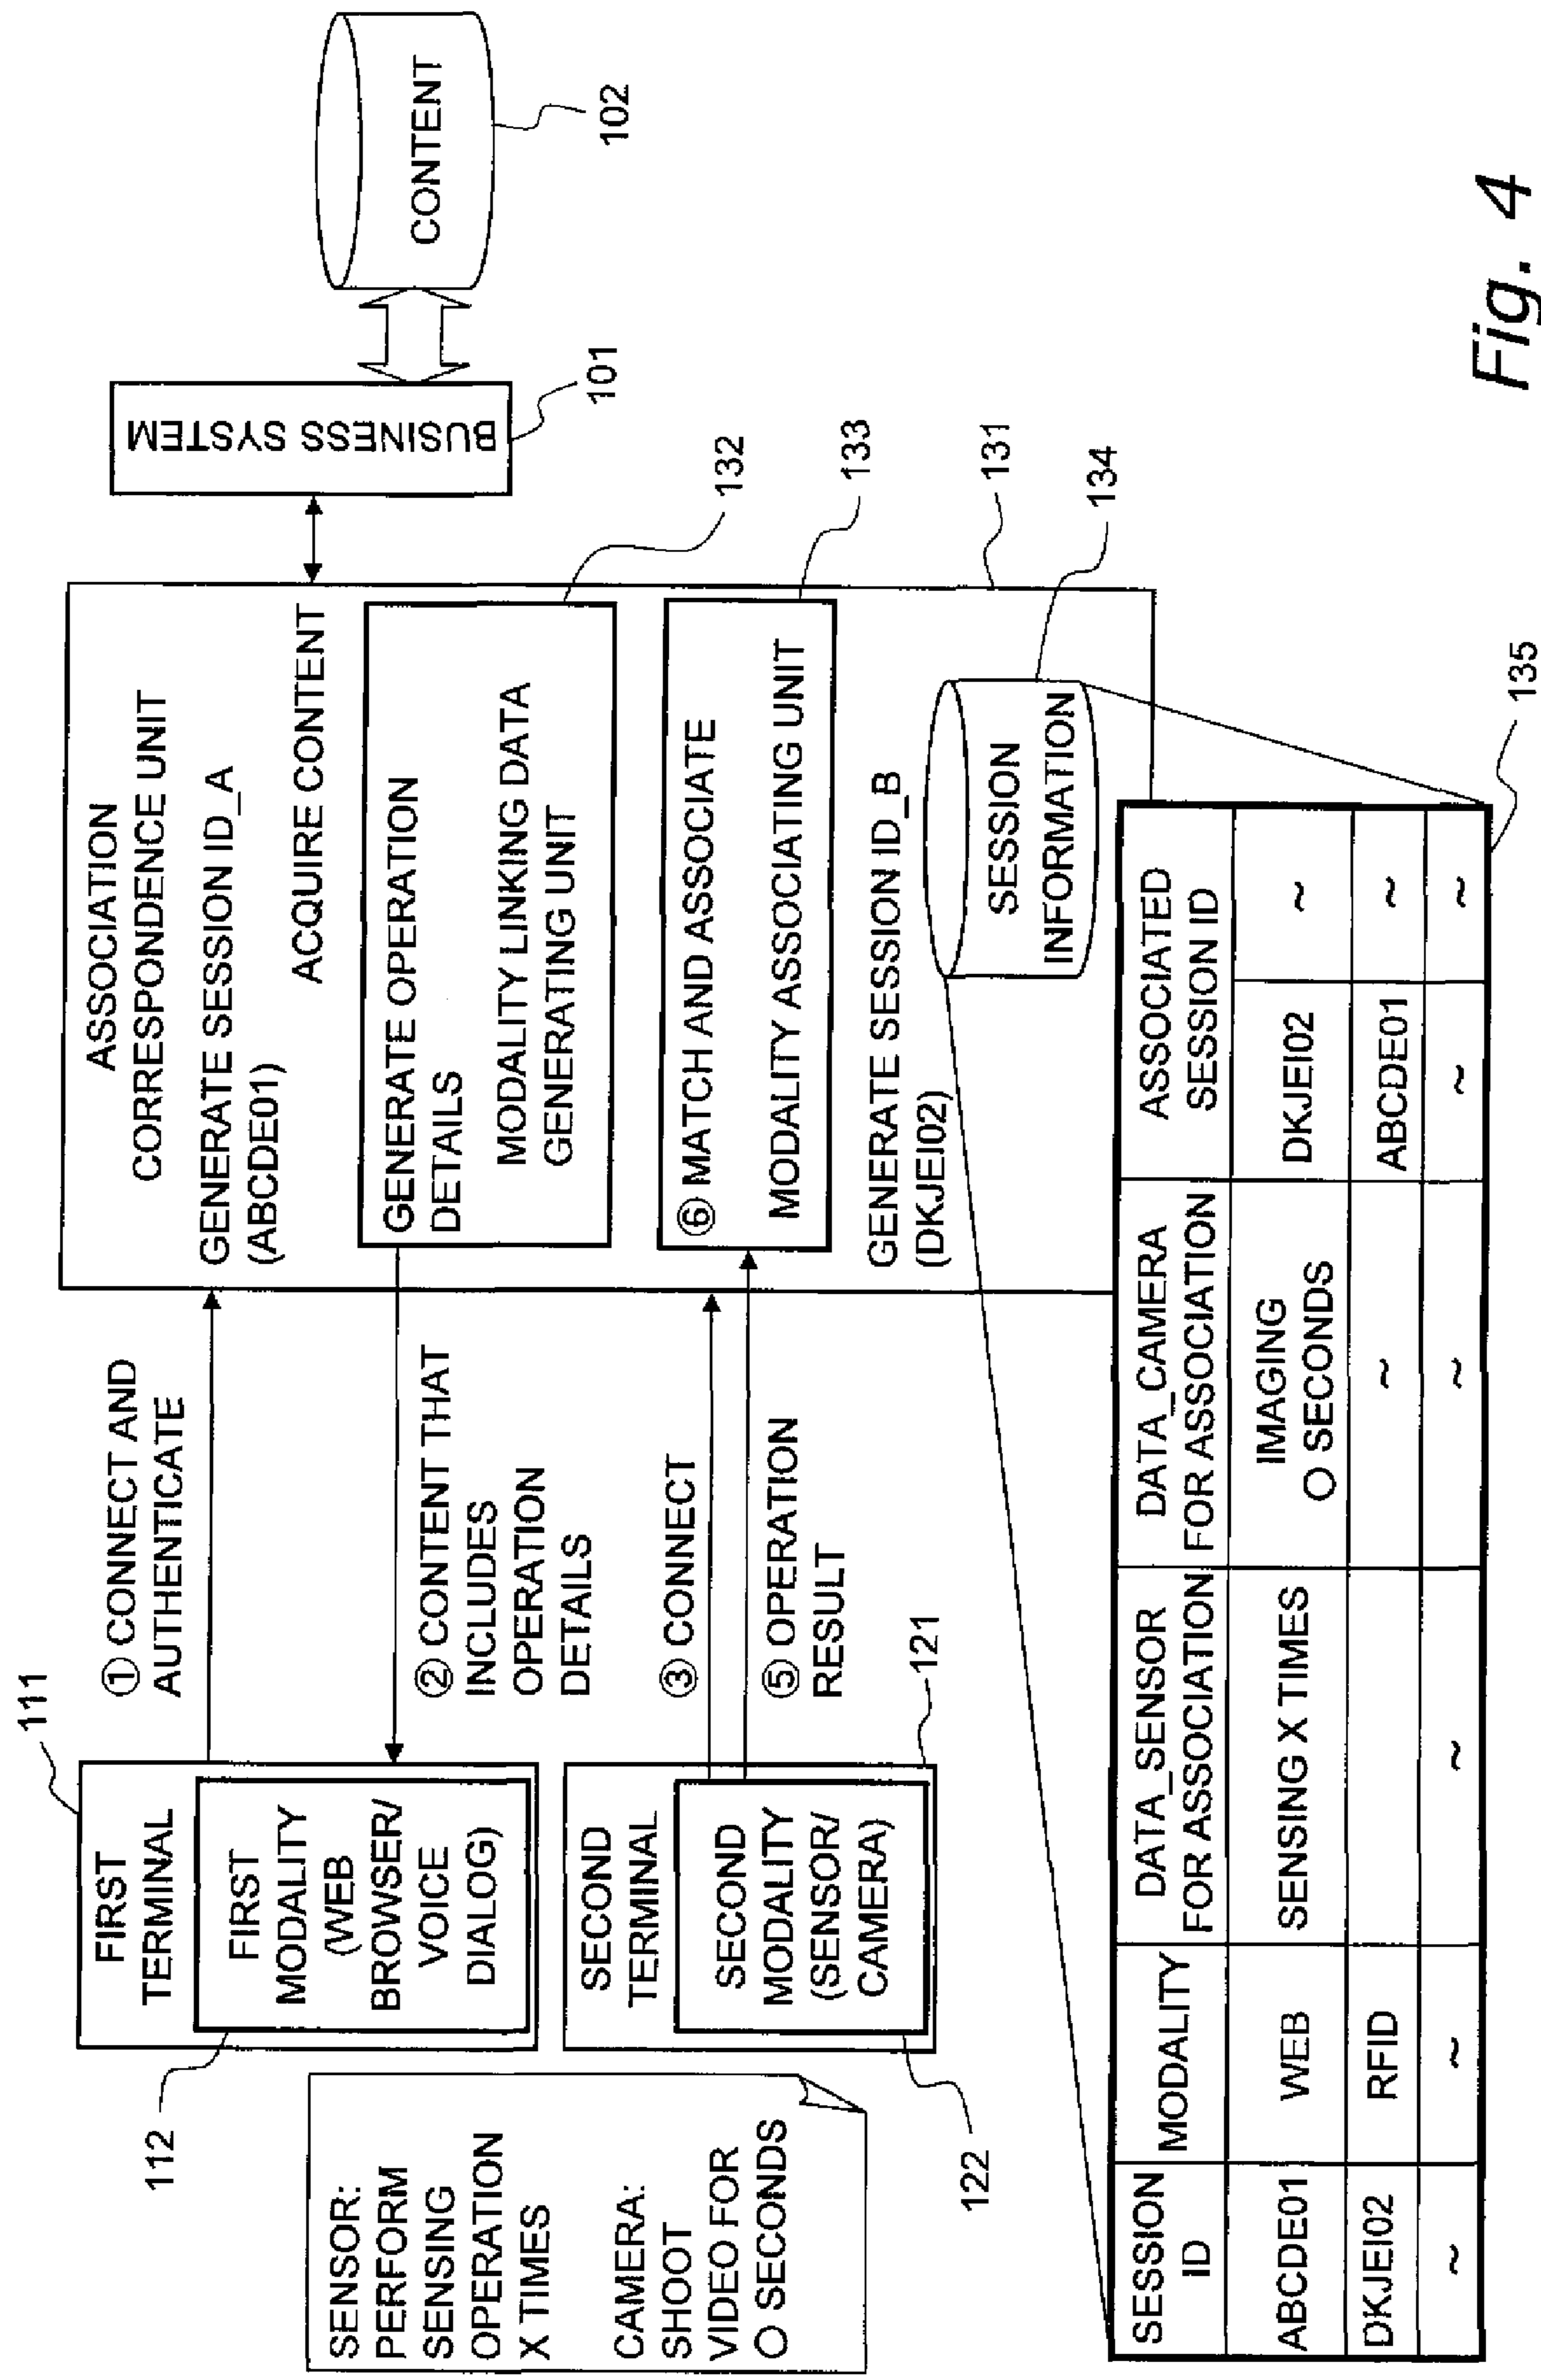 111
FIRST
TERMINAL
FIRST
MODALITY
(WEB
BROWSER/
VOICE
DIALOG)
112
SECOND
TERMINAL
SECOND
MODALITY
(SENSOR/
CAMERA)
121
122
SENSOR:
PERFORM
SENSING
OPERATION
X TIMES
CAMERA:
SHOOT
VIDEO FOR
○ SECONDS
① CONNECT AND
AUTHENTICATE
② CONTENT THAT
INCLUDES
OPERATION
DETAILS
③ CONNECT
⑤ OPERATION
RESULT
ASSOCIATION
CORRESPONDENCE UNIT
GENERATE SESSION ID_A
(ABCDE01)
ACQUIRE CONTENT
GENERATE OPERATION
DETAILS
MODALITY LINKING DATA
GENERATING UNIT
132
⑥ MATCH AND ASSOCIATE
MODALITY ASSOCIATING UNIT
133
GENERATE SESSION ID_B
(DKJEI02)
131
SESSION
INFORMATION
134
BUSINESS SYSTEM
101
CONTENT
102
SESSION
ID
MODALITY
DATA_SENSOR
FOR ASSOCIATION
DATA_CAMERA
FOR ASSOCIATION
ASSOCIATED
SESSION ID
ABCDE01
WEB
SENSING X TIMES
IMAGING
○ SECONDS
DKJEI02
~
DKJEI02
RFID
~
ABCDE01
~
~
~
~
~
~
~
135
Fig. 4